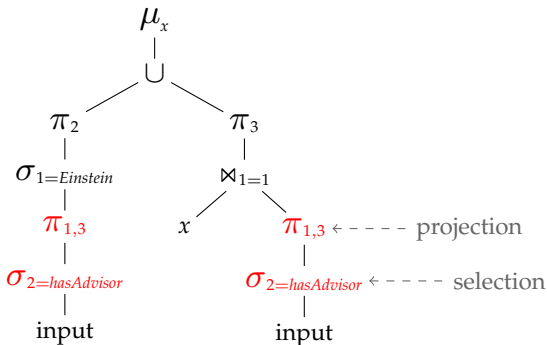 μx
∪
π2 π3
σ1=Einstein ⋈1=1
π1,3 x π1,3 projection
σ2=hasAdvisor σ2=hasAdvisor selection
input input